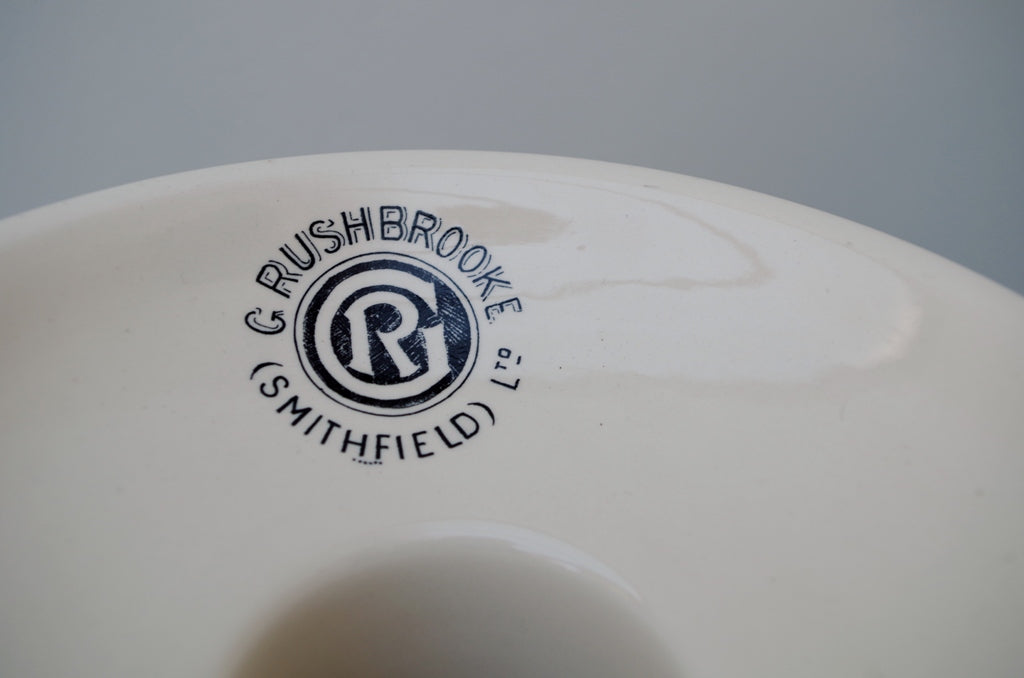 G RUSHBROOKE
(SMITHFIELD) LTD
GR